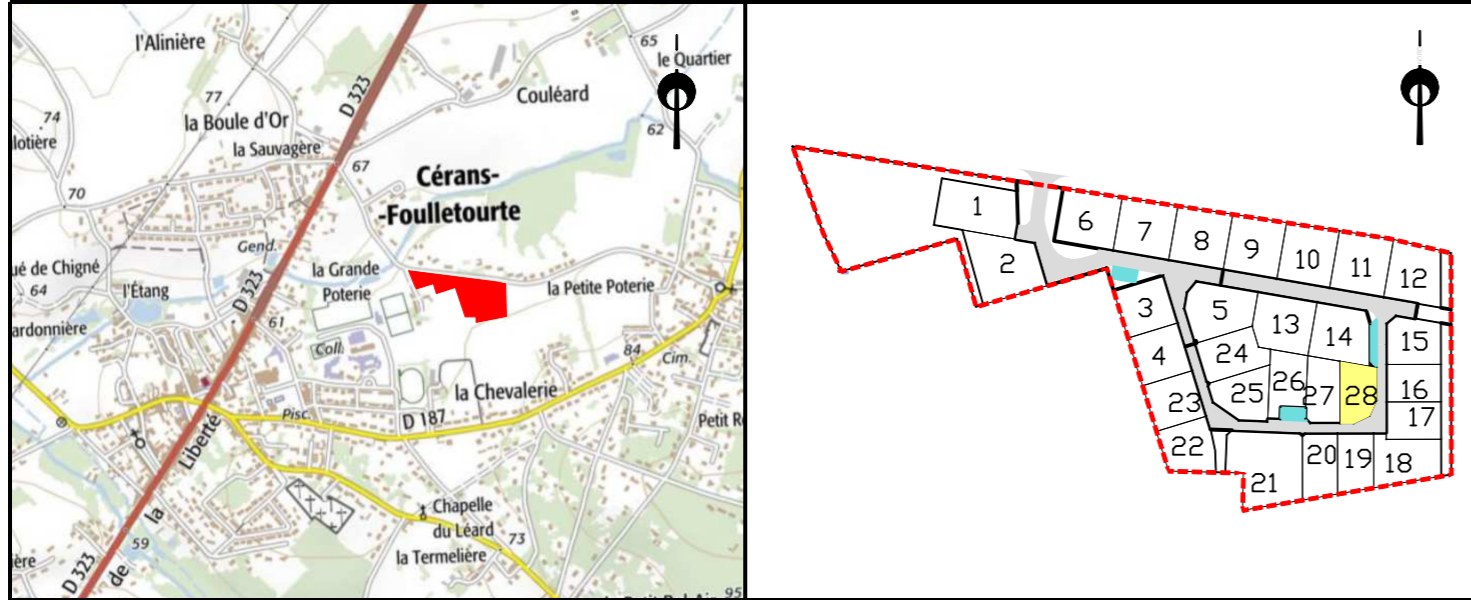 l'Alinière
65
le Quartier
D 323
77
Couléard
74
la Boule d'Or
62
lotière
la Sauvagère
67
Cérans-
-Foulletourte
70
Gend.
ué de Chigné
la Grande
Poterie
64
l'Étang
D 323
la Petite Poterie
ardonnière
61
Coll.
84
Cim.
la Chevalerie
Pisc.
D 187
Petit R
Liberté
la
de
Chapelle
du Léard
59
73
la Termelière
ière
D 323
95
1
2
6
7
8
9
10
11
12
3
5
13
14
15
4
24
26
27
28
16
25
17
23
22
20
19
18
21